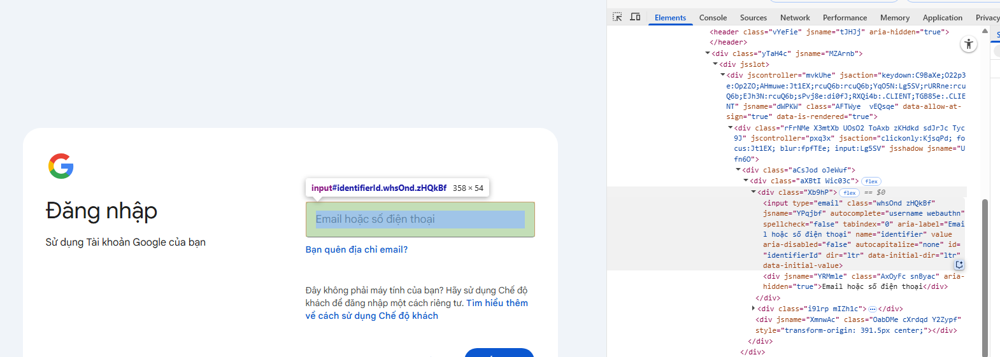 Elements Console Sources Network Performance Memory Application Privacy
<header class="vYeFie" jsname="tJHJj" aria-hidden="true">
</header>
<div class="yTaH4c" jsname="MZArnb">
<div jsslot>
<div jscontroller="mvkUhe" jsaction="keydown:C9BaXe;O22p3
e:Op2ZO;AHmuwe:Jt1EX;rcuQ6b:rcuQ6b;YqO5N:Lg5SV;rURRne:rcu
Q6b;EJh3N:rcuQ6b;sPvj8e:di0fJ;RXQi4b:.CLIENT;TGB85e:.CLIE
NT" jsname="dWPKW" class="AFTWye vEQsqe" data-allow-at-
sign="true" data-is-rendered="true">
<div class="rFrNMe X3mtXb UOsO2 ToAxb zKHdkd sdJrJc Tyc
9J" jscontroller="pxq3x" jsaction="clickonly:KjsqPd; fo
cus:Jt1EX; blur:fpfTEe; input:Lg5SV" jsshadow jsname="U
fn6O">
<div class="aCsJod oJeWuf">
<div class="aXBtI Wic03c"> flex
<div class="Xb9hP"> flex == $0
<input type="email" class="whsOnd zHQkBf"
jsname="YPqjbf" autocomplete="username webauthn"
spellcheck="false" tabindex="0" aria-label="Emai
l hoặc số điện thoại" name="identifier" value
aria-disabled="false" autocapitalize="none" id=
"identifierId" dir="ltr" data-initial-dir="ltr"
data-initial-value>
<div jsname="YRMmle" class="AxOyFc snByac" aria-
hidden="true">Email hoặc số điện thoại</div>
</div>
<div class="i9lrp mIZh1c"> … </div>
<div jsname="XmnwAc" class="OabDMe cXrdqd Y2Zypf"
style="transform-origin: 391.5px center;"></div>
</div>
</div>
Đăng nhập
Sử dụng Tài khoản Google của bạn
input#identifierId.whsOnd.zHQkBf 358 × 54
Email hoặc số điện thoại
Bạn quên địa chỉ email?
Đây không phải máy tính của bạn? Hãy sử dụng Chế độ
khách để đăng nhập một cách riêng tư. Tìm hiểu thêm
về cách sử dụng Chế độ khách